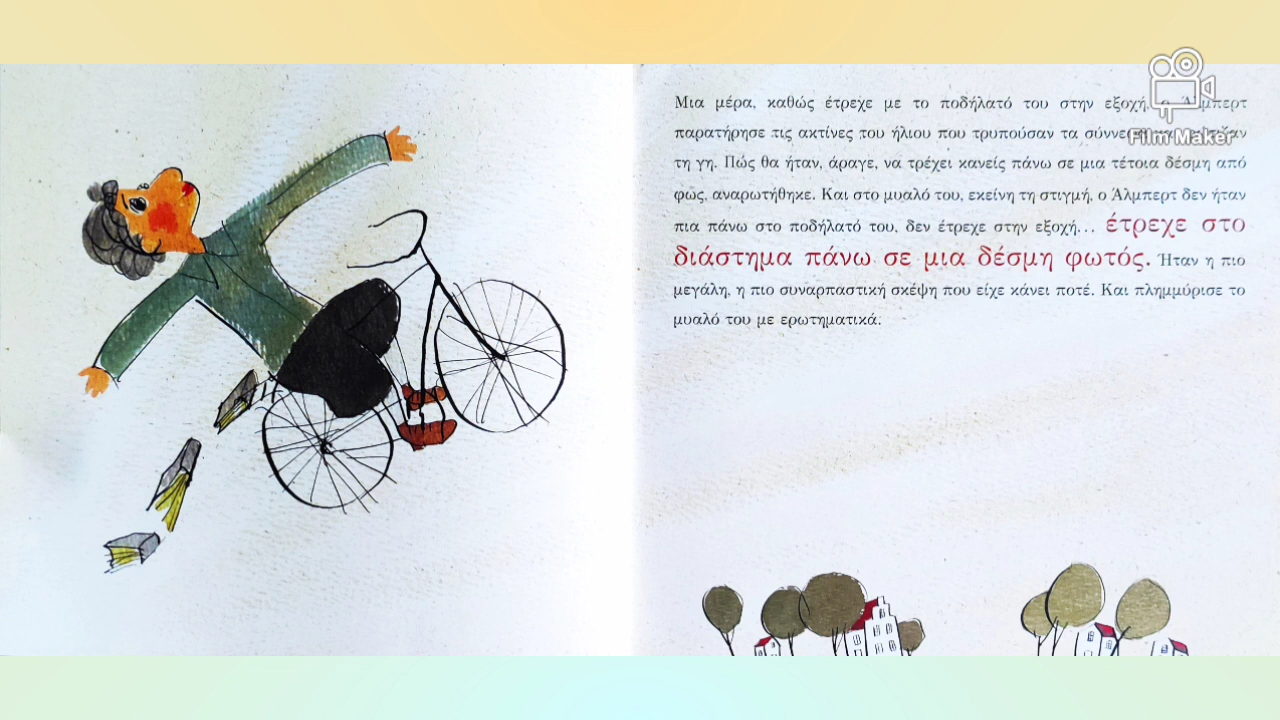 Μια μέρα, καθώς έτρεχε με το ποδήλατό του στην εξοχή, ο Άλμπερτ
παρατήρησε τις ακτίνες του ήλιου που τρυπούσαν τα
τη γη. Πώς θα ήταν, άραγε, να τρέχει κανείς πάνω σε μια τέτοια δέσμη από
φως, αναρωτήθηκε. Και στο μυαλό του, εκείνη τη στιγμή, ο Άλμπερτ δεν ήταν
πια πάνω στο ποδήλατό του, δεν έτρεχε στην εξοχή... έτρεχε στο
διάστημα πάνω σε μια δέσμη φωτός. Ήταν η πιο
μεγάλη, η πιο συναρπαστική σκέψη που είχε κάνει ποτέ. Και πλημμύρισε το
μυαλό του με ερωτηματικά.
Film Maker